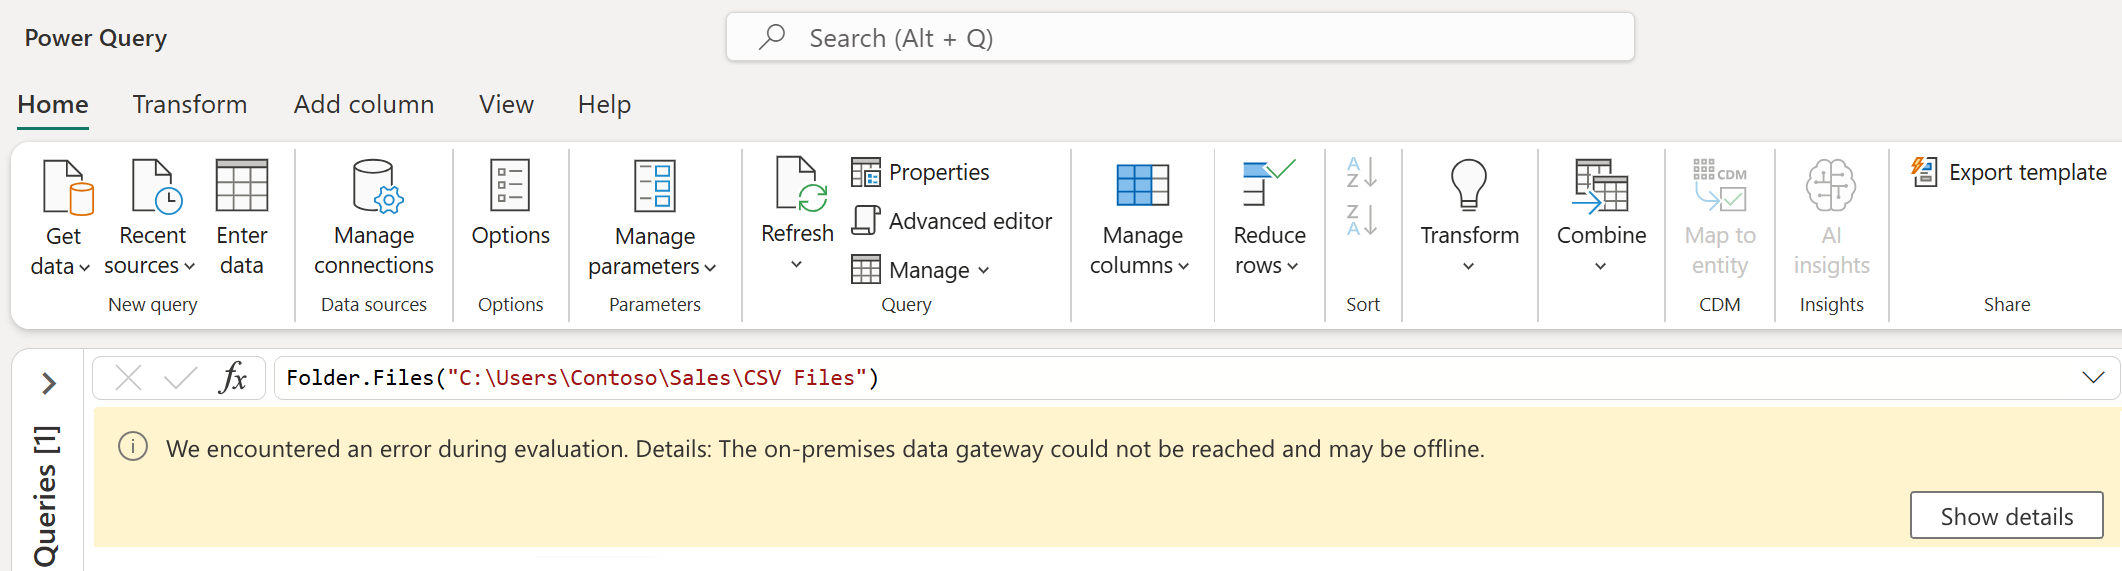 Power Query
Search (Alt + Q)
Home Transform Add column View Help
Get data
Recent sources
Enter data
New query
Manage connections
Data sources
Options
Options
Manage parameters
Parameters
Refresh
Properties
Advanced editor
Manage
Query
Manage columns
Reduce rows
A
Z
Z
A
Sort
Transform
Combine
CDM
Map to entity
CDM
AI insights
Insights
Export template
Share
fx
Folder.Files("C:\Users\Contoso\Sales\CSV Files")
Queries [1]
We encountered an error during evaluation. Details: The on-premises data gateway could not be reached and may be offline.
Show details